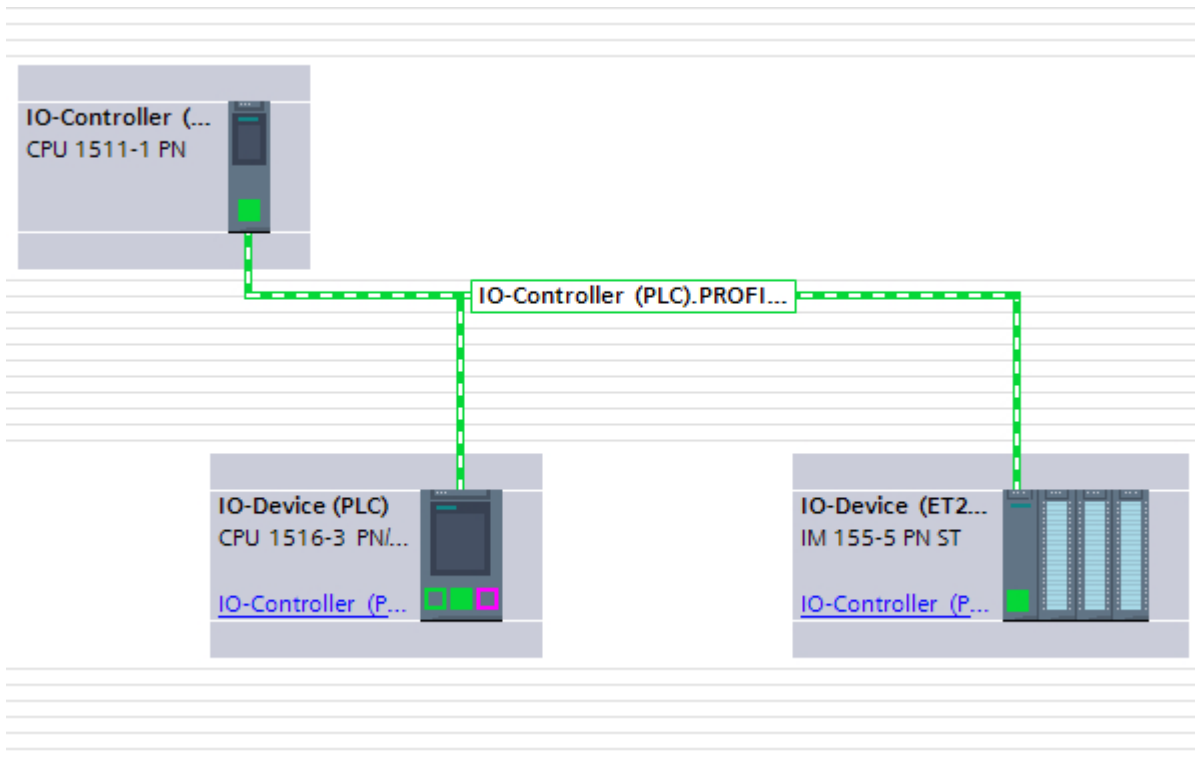 IO-Controller (...
CPU 1511-1 PN
IO-Controller (PLC).PROFI...
IO-Device (PLC)
CPU 1516-3 PN/...
IO-Controller (P...
IO-Device (ET2...
IM 155-5 PN ST
IO-Controller (P...